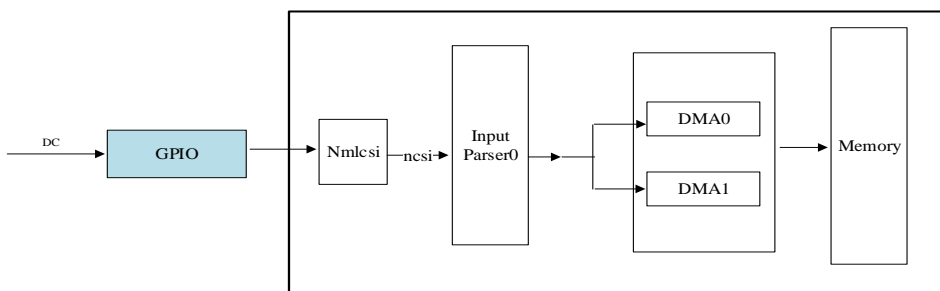 DC
GPIO
Nmlcsi
ncsi
Input
Parser0
DMA0
DMA1
Memory